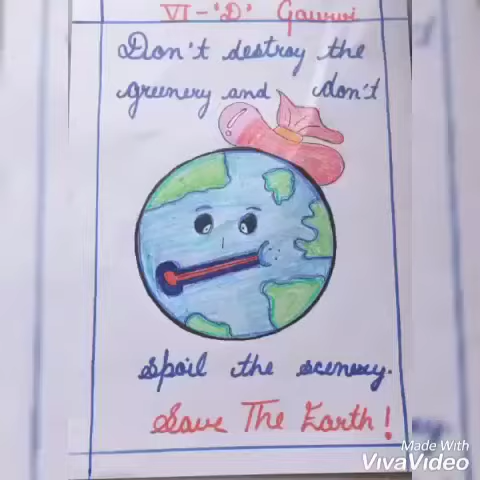 VI-'D' Gauri
Don't destroy the
greenery and don't
spoil the scenery.
Save The Earth!
Made With
VivaVideo